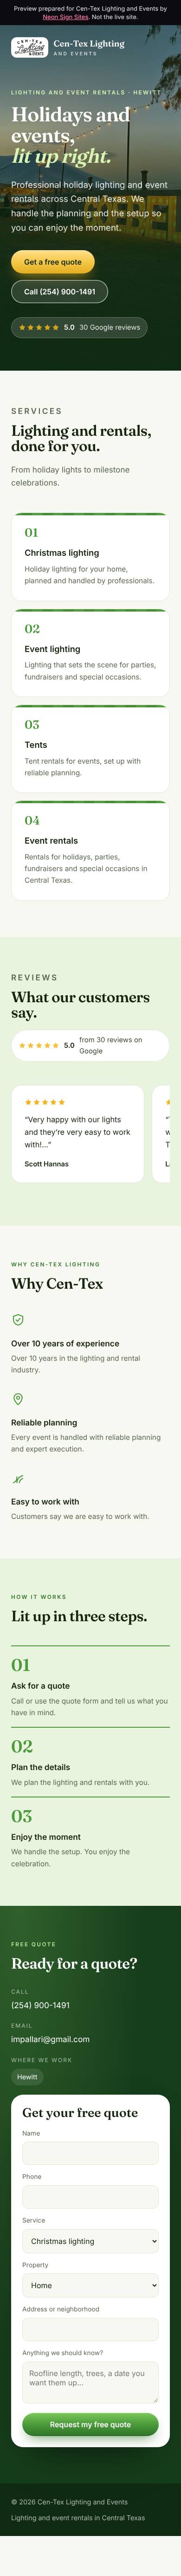 Preview prepared for Cen-Tex Lighting and Events by
Neon Sign Sites. Not the live site.
Cen-Tex Lighting
AND EVENTS
LIGHTING AND EVENT RENTALS · HEWITT
Holidays and
events,
lit up right.
Professional holiday lighting and event
rentals across Central Texas. We
handle the planning and the setup so
you can enjoy the moment.
Get a free quote
Call (254) 900-1491
5.0 30 Google reviews
SERVICES
Lighting and rentals,
done for you.
From holiday lights to milestone
celebrations.
01
Christmas lighting
Holiday lighting for your home,
planned and handled by professionals.
02
Event lighting
Lighting that sets the scene for parties,
fundraisers and special occasions.
03
Tents
Tent rentals for events, set up with
reliable planning.
04
Event rentals
Rentals for holidays, parties,
fundraisers and special occasions in
Central Texas.
REVIEWS
What our customers
say.
5.0 from 30 reviews on
Google
“Very happy with our lights
and they’re very easy to work
with!...”
Scott Hannas
WHY CEN-TEX LIGHTING
Why Cen-Tex
Over 10 years of experience
Over 10 years in the lighting and rental
industry.
Reliable planning
Every event is handled with reliable planning
and expert execution.
Easy to work with
Customers say we are easy to work with.
HOW IT WORKS
Lit up in three steps.
01
Ask for a quote
Call or use the quote form and tell us what you
have in mind.
02
Plan the details
We plan the lighting and rentals with you.
03
Enjoy the moment
We handle the setup. You enjoy the
celebration.
FREE QUOTE
Ready for a quote?
CALL
(254) 900-1491
EMAIL
impallari@gmail.com
WHERE WE WORK
Hewitt
Get your free quote
Name
Phone
Service
Christmas lighting
Property
Home
Address or neighborhood
Anything we should know?
Roofline length, trees, a date you
want them up...
Request my free quote
© 2026 Cen-Tex Lighting and Events
Lighting and event rentals in Central Texas